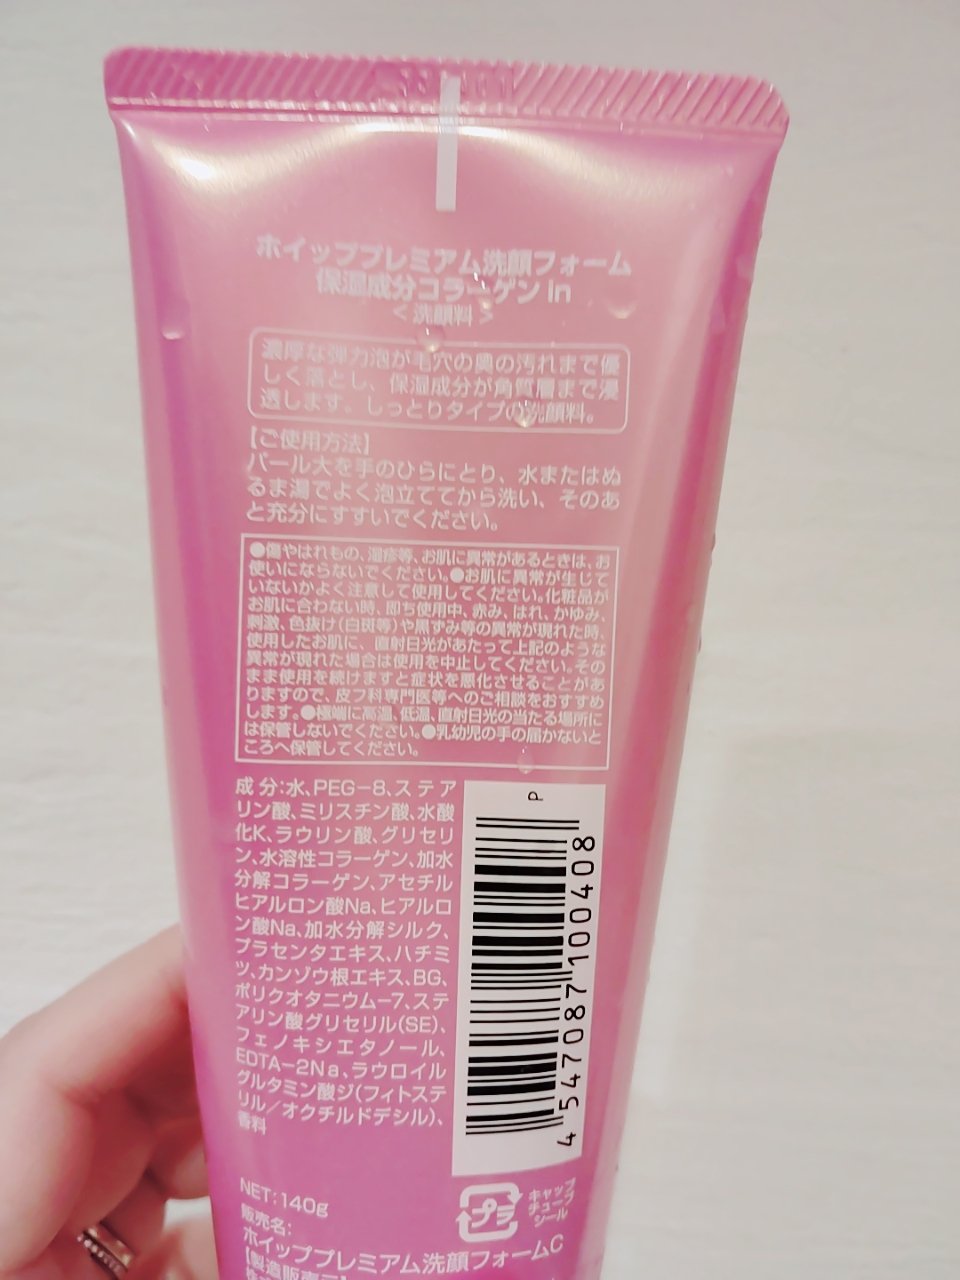 ホイッププレミアム洗顔フォーム
保湿成分コラーゲン In
<洗顔料>
濃厚な弾力泡が毛穴の奥の汚れまで優
しく落とし、保湿成分が角質層まで浸
透します。しっとりタイプの洗顔料。
【ご使用方法】
パール大を手のひらにとり、水またはぬ
るま湯でよく泡立ててから洗い、そのあ
と充分にすすいでください。
●傷やはれもの、湿疹等、お肌に異常があるときは、お
使いにならないでください。●お肌に異常が生じて
いないかよく注意して使用してください。化粧品が
お肌に合わない時、即ち使用中、赤み、はれ、かゆみ、
刺激、色抜け(白斑等)や黒ずみ等の異常が現れた時、
使用したお肌に、直射日光があたって上記のような
異常が現れた場合は使用を中止してください。その
まま使用を続けますと症状を悪化させることがあ
りますので、皮フ科専門医等へのご相談をおすすめ
します。●極端に高温、低温、直射日光の当たる場所に
は保管しないでください。●乳幼児の手の届かないと
ころへ保管してください。
成分:水、PEG-8、ステア
リン酸、ミリスチン酸、水酸
化K、ラウリン酸、グリセリ
ン、水溶性コラーゲン、加水
分解コラーゲン、アセチル
ヒアルロン酸Na、ヒアルロ
ン酸Na、加水分解シルク、
プラセンタエキス、ハチミ
ツ、カンゾウ根エキス、BG、
ポリクオタニウム-7、ステ
アリン酸グリセリル(SE)、
フェノキシエタノール、
EDTA-2Na、ラウロイル
グルタミン酸ジ(フィトステ
リル/オクチルドデシル)、
香料
P
4547087100408
NET:140g
プラ
キャップ
チューブ
シール
販売名:
ホイッププレミアム洗顔フォームC
【製造販売元】